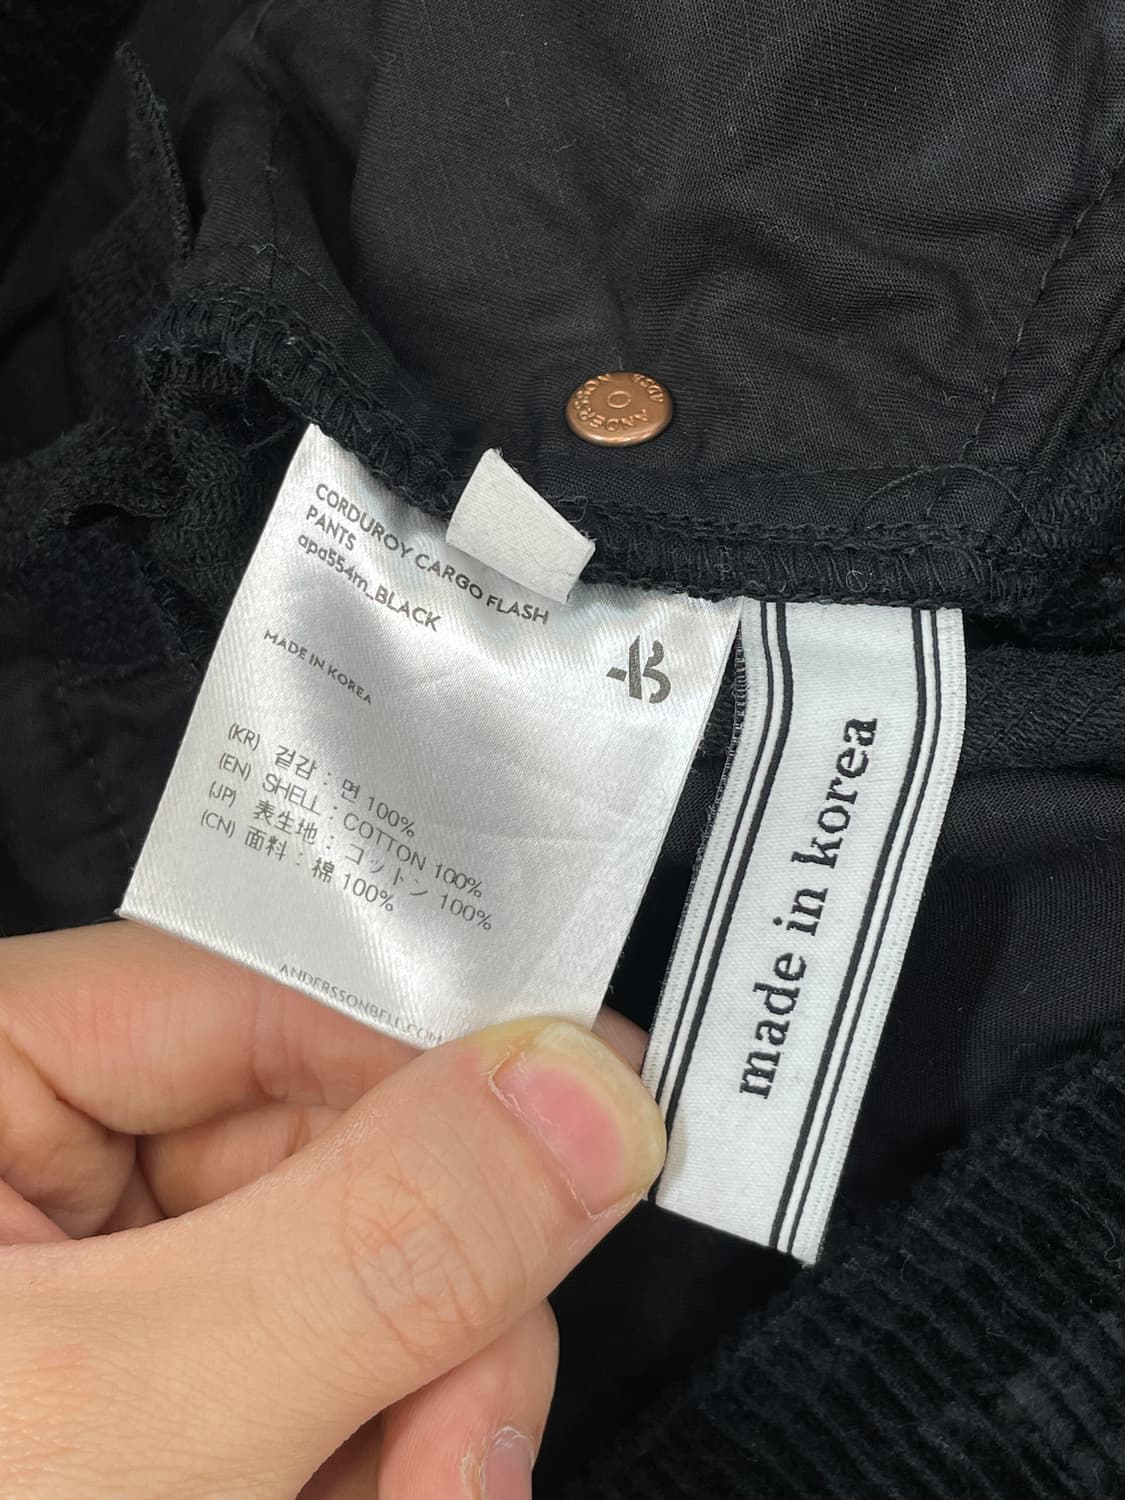 ANDERSSON
CORDUROY CARGO FLASH
PANTS
apa554m_BLACK
MADE IN KOREA
(KR) 겉감 : 면 100%
(EN) SHELL : COTTON 100%
(JP) 表生地 : コットン 100%
(CN) 面料 : 棉 100%
ANDERSSONBELL.COM
made in korea